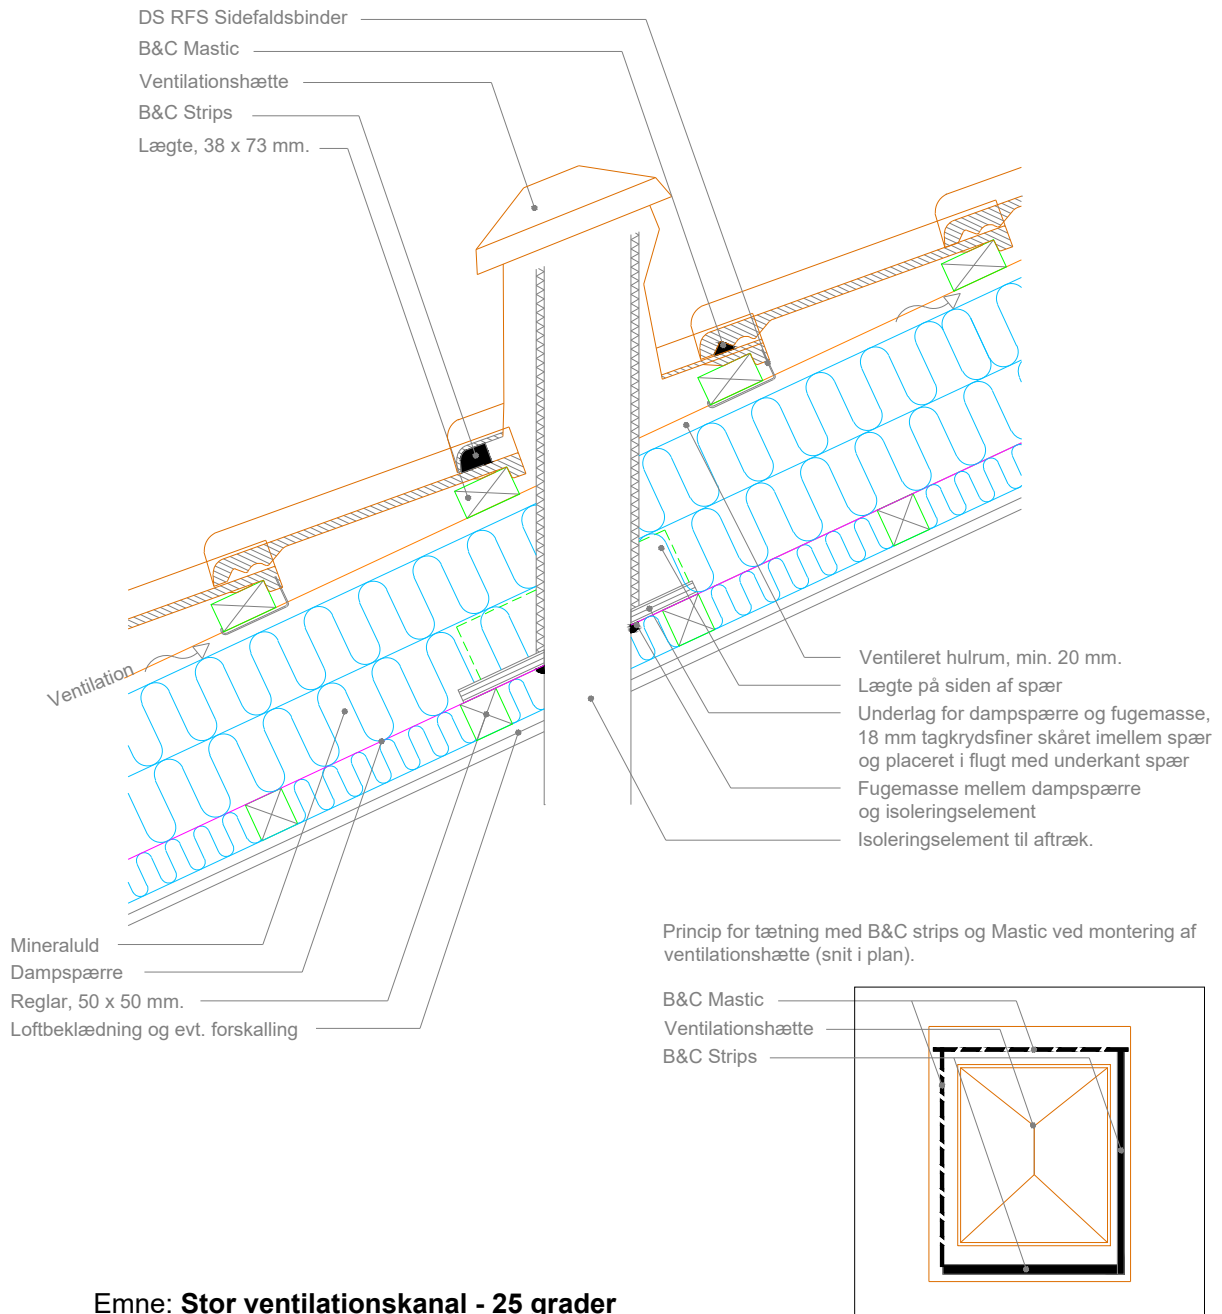 DS RFS Sidefaldsbinder
B&C Mastic
Ventilationshætte
B&C Strips
Lægte, 38 x 73 mm.
Ventilation
Ventileret hulrum, min. 20 mm.
Lægte på siden af spær
Underlag for dampspærre og fugemasse,
18 mm tagkrydsfiner skåret imellem spær
og placeret i flugt med underkant spær
Fugemasse mellem dampspærre
og isoleringselement
Isoleringselement til aftræk.
Mineraluld
Dampspærre
Reglar, 50 x 50 mm.
Loftbeklædning og evt. forskalling
Princip for tætning med B&C strips og Mastic ved montering af
ventilationshætte (snit i plan).
B&C Mastic
Ventilationshætte
B&C Strips
Emne: Stor ventilationskanal - 25 grader